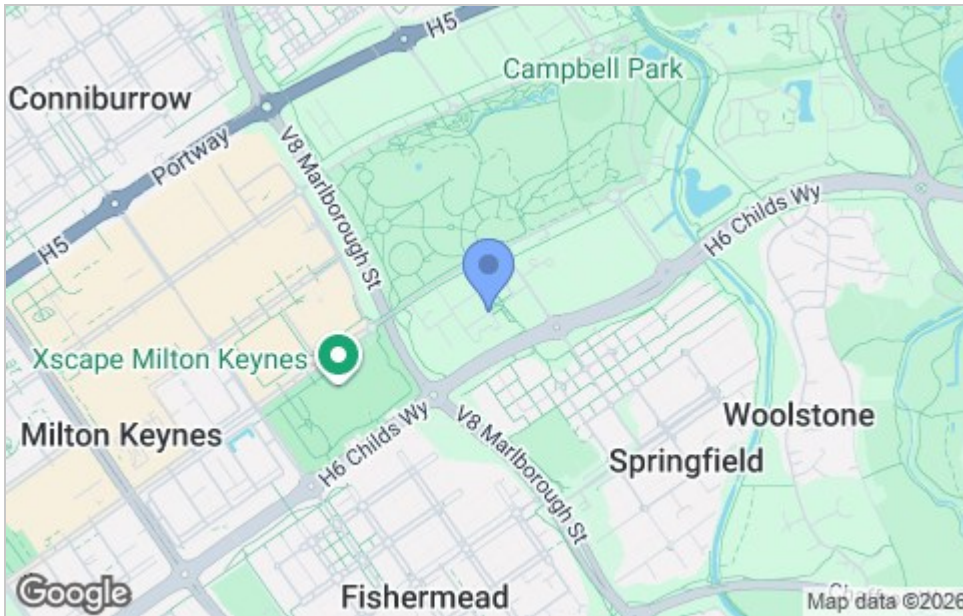 H5
Campbell Park
Conniburrow
Portway
V8 Marlborough St
H6 Childs Wy
H5
Xscape Milton Keynes
Milton Keynes
Woolstone
H6 Childs Wy
V8 Marlborough St
Springfield
Fishermead
Google
Map data ©2026